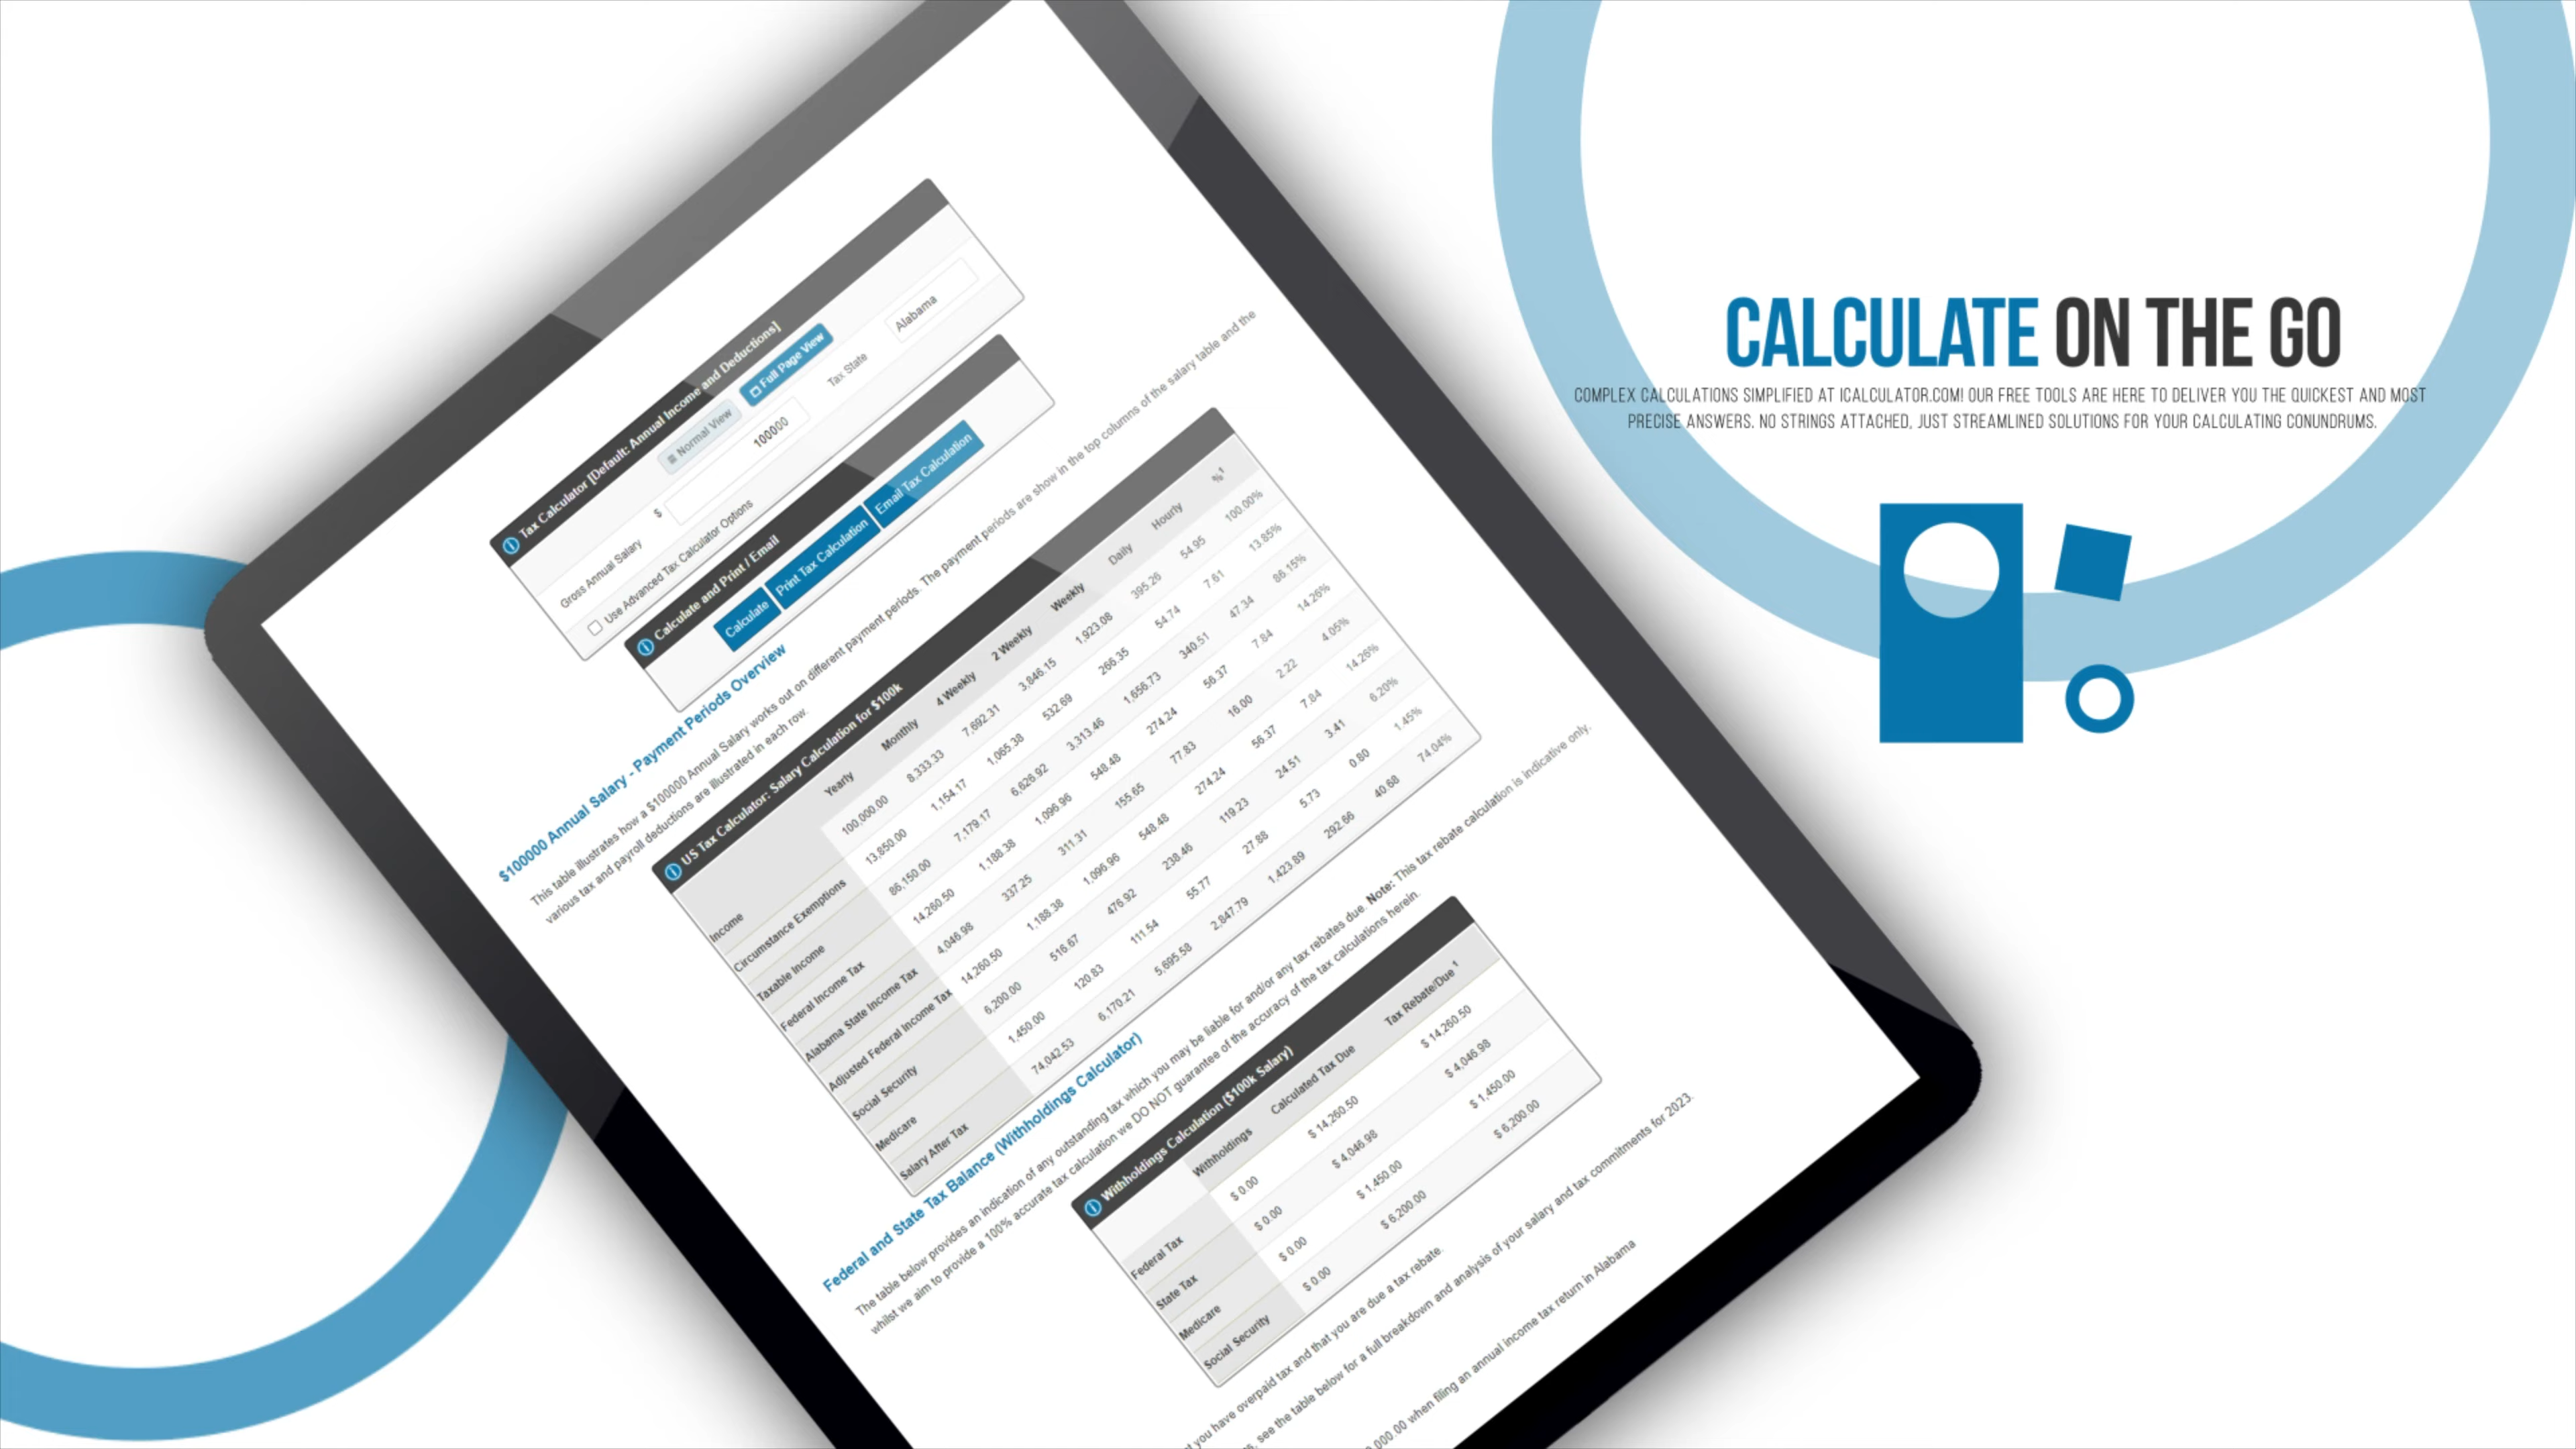 Tax Calculator [Default: Annual Income and Deductions]
Normal View Full Page View
Gross Annual Salary $ 100000 Tax State Alabama
Use Advanced Tax Calculator Options
Calculate and Print / Email
Calculate Print Tax Calculation Email Tax Calculation
$100000 Annual Salary - Payment Periods Overview
This table illustrates how a $100000 Annual Salary works out on different payment periods. The payment periods are show in the top columns of the salary table and the
various tax and payroll deductions are illustrated in each row.
US Tax Calculator: Salary Calculation for $100k
Yearly Monthly 4 Weekly 2 Weekly Weekly Daily Hourly %1
Income 100,000.00 8,333.33 7,692.31 3,846.15 1,923.08 395.26 54.95 100.00%
Circumstance Exemptions 13,850.00 1,154.17 1,065.38 532.69 266.35 54.74 7.61 13.85%
Taxable Income 86,150.00 7,179.17 6,626.92 3,313.46 1,656.73 340.51 47.34 86.15%
Federal Income Tax 14,260.50 1,188.38 1,096.96 548.48 274.24 56.37 7.84 14.26%
Alabama State Income Tax 4,046.98 337.25 311.31 155.65 77.83 16.00 2.22 4.05%
Adjusted Federal Income Tax 14,260.50 1,188.38 1,096.96 548.48 274.24 56.37 7.84 14.26%
Social Security 6,200.00 516.67 476.92 238.46 119.23 24.51 3.41 6.20%
Medicare 1,450.00 120.83 111.54 55.77 27.88 5.73 0.80 1.45%
Salary After Tax 74,042.53 6,170.21 5,695.58 2,847.79 1,423.89 292.66 40.68 74.04%
Federal and State Tax Balance (Withholdings Calculator)
The table below provides an indication of any outstanding tax which you may be liable for and/or any tax rebates due. Note: This tax rebate calculation is indicative only.
whilst we aim to provide a 100% accurate tax calculation we DO NOT guarantee of the accuracy of the tax calculations herein.
Withholdings Calculation ($100k Salary)
Withholdings Calculated Tax Due Tax Rebate/Due 1
Federal Tax $ 0.00 $ 14,260.50 $ 14,260.50
State Tax $ 0.00 $ 4,046.98 $ 4,046.98
Medicare $ 0.00 $ 1,450.00 $ 1,450.00
Social Security $ 0.00 $ 6,200.00 $ 6,200.00
you have overpaid tax and that you are due a tax rebate.
see the table below for a full breakdown and analysis of your salary and tax commitments for 2023.
,000.00 when filing an annual income tax return in Alabama
CALCULATE ON THE GO
COMPLEX CALCULATIONS SIMPLIFIED AT ICALCULATOR.COM! OUR FREE TOOLS ARE HERE TO DELIVER YOU THE QUICKEST AND MOST
PRECISE ANSWERS. NO STRINGS ATTACHED, JUST STREAMLINED SOLUTIONS FOR YOUR CALCULATING CONUNDRUMS.